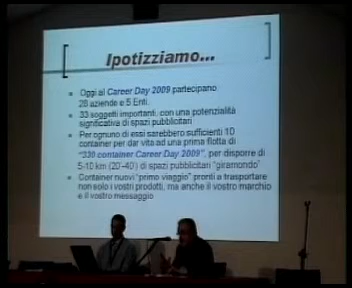 Ipotizziamo...
Oggi al Career Day 2009 partecipano
28 aziende e 5 Enti.
33 soggetti importanti, con una potenzialità
significativa di spazi pubblicitari
Per ognuno di essi sarebbero sufficienti 10
container per dar vita ad una prima flotta di
"330 container Career Day 2009", per disporre di
5-10 km (20'-40') di spazi pubblicitari "giramondo"
Container nuovi "primo viaggio" pronti a trasportare
non solo i vostri prodotti, ma anche il vostro marchio
e il vostro messaggio